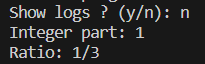 Show logs ? (y/n): n
Integer part: 1
Ratio: 1/3